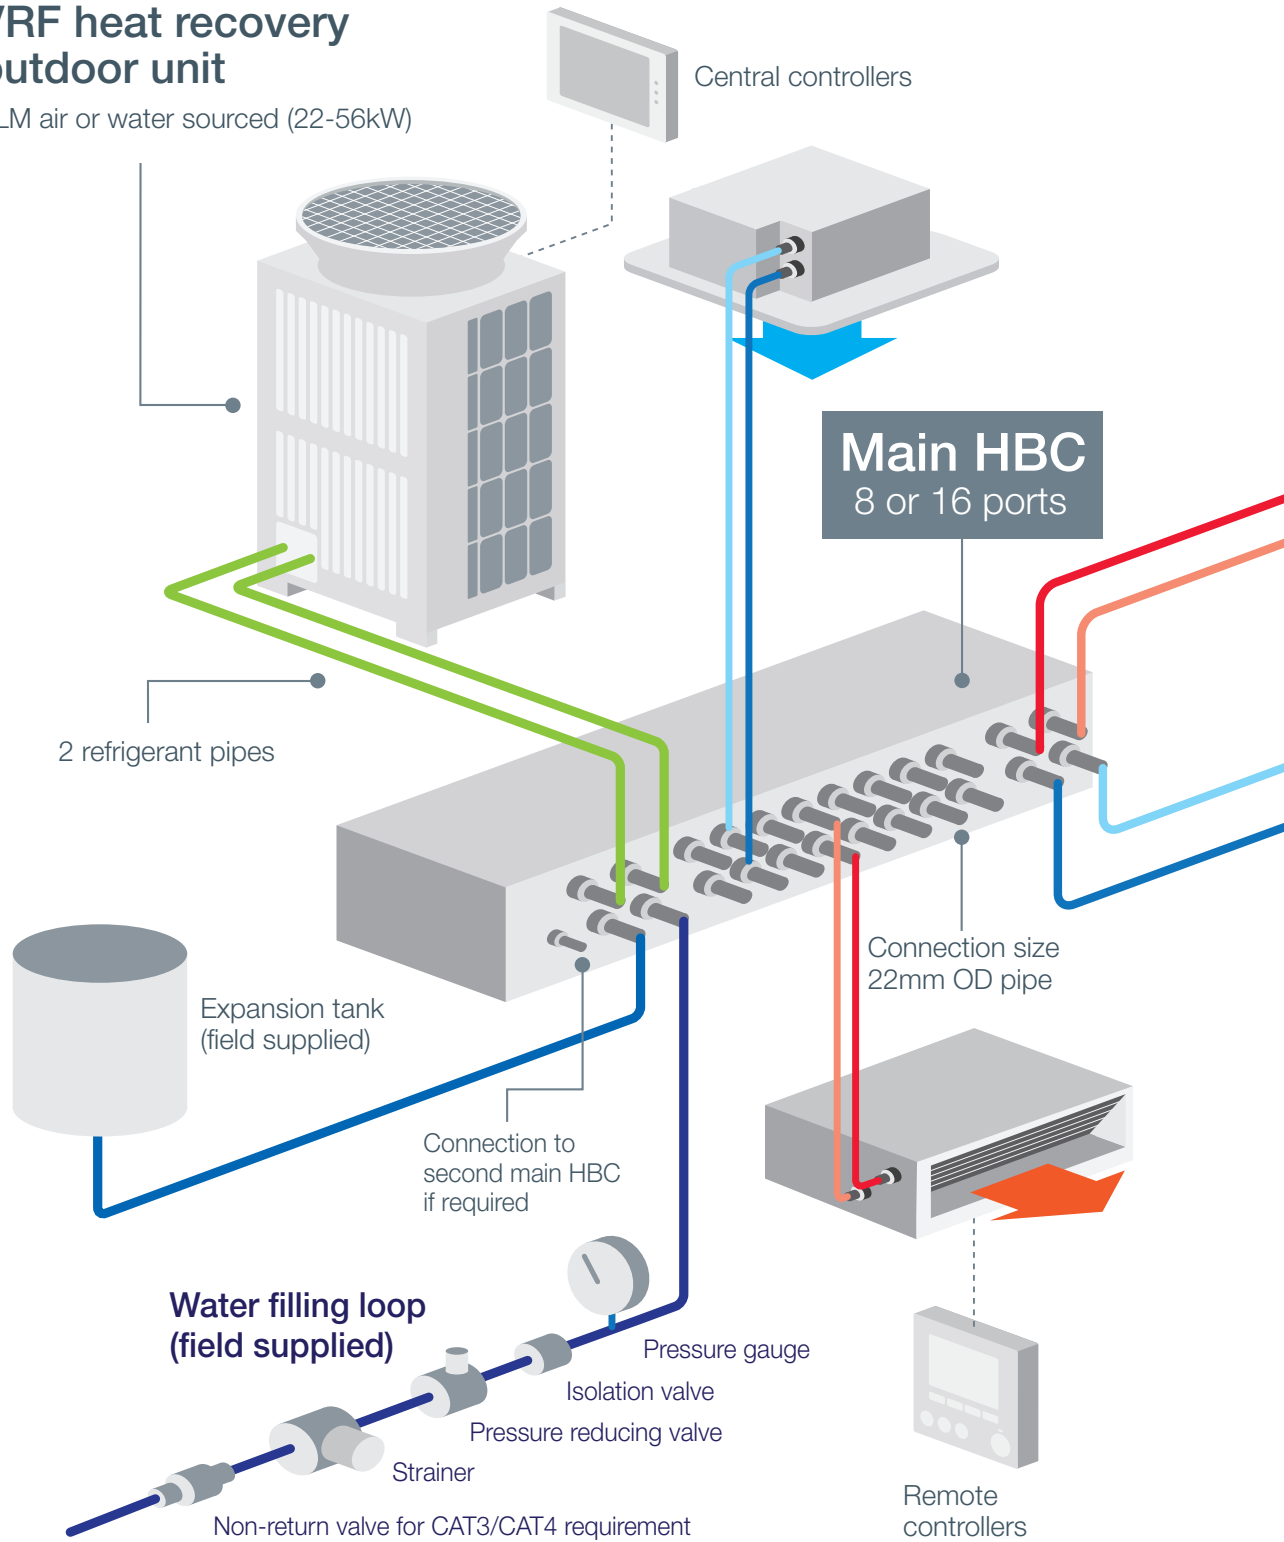 VRF heat recovery
outdoor unit
LM air or water sourced (22-56kW)
Central controllers
Main HBC
8 or 16 ports
2 refrigerant pipes
Connection size
22mm OD pipe
Expansion tank
(field supplied)
Connection to
second main HBC
if required
Water filling loop
(field supplied)
Pressure gauge
Isolation valve
Pressure reducing valve
Strainer
Non-return valve for CAT3/CAT4 requirement
Remote
controllers